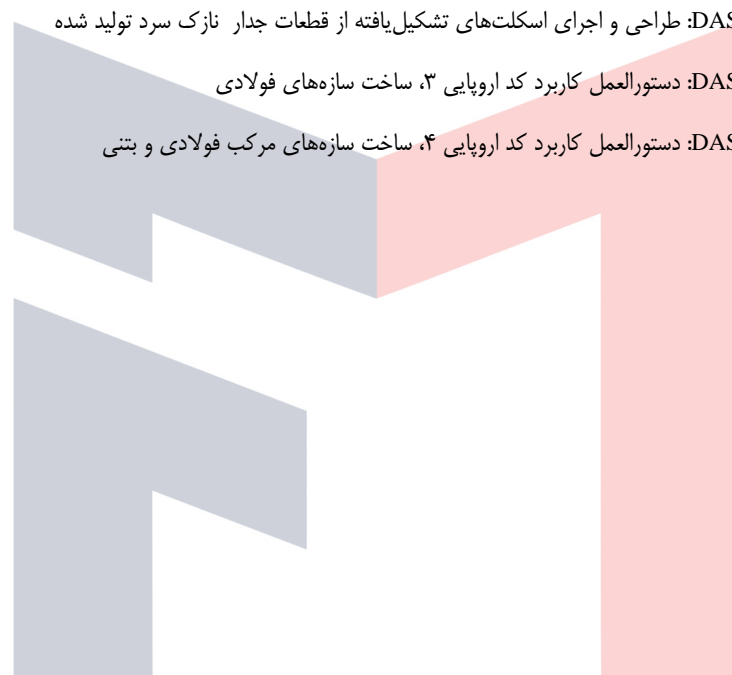 DAS: طراحی و اجرای اسکلت‌های تشکیل‌یافته از قطعات جدار نازک سرد تولید شده
DAS: دستورالعمل کاربرد کد اروپایی ۳، ساخت سازه‌های فولادی
DAS: دستورالعمل کاربرد کد اروپایی ۴، ساخت سازه‌های مرکب فولادی و بتنی